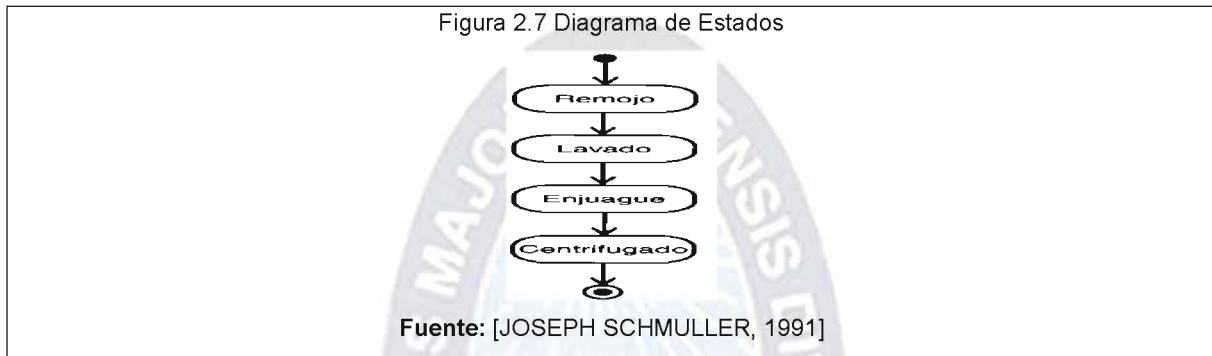 Figura 2.7 Diagrama de Estados
Remojo
Lavado
Enjuague
Centrifugado
Fuente: [JOSEPH SCHMULLER, 1991]